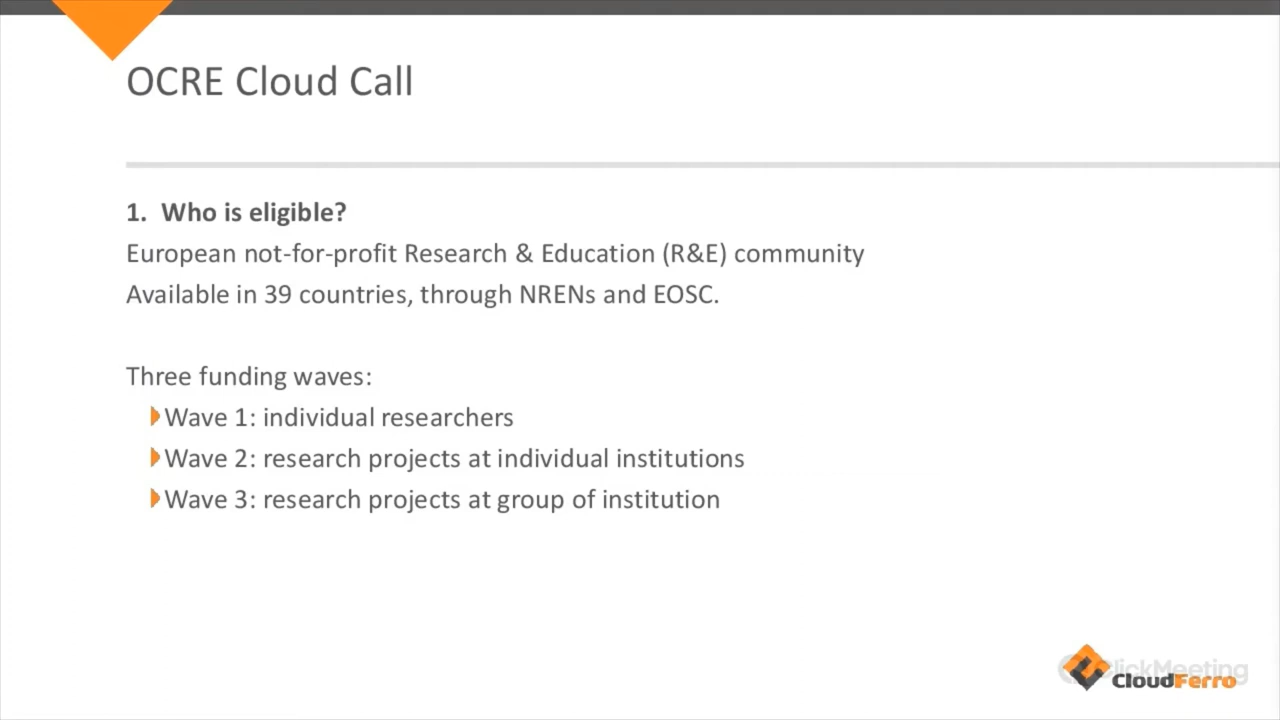 OCRE Cloud Call
1. Who is eligible?
European not-for-profit Research & Education (R&E) community
Available in 39 countries, through NRENs and EOSC.
Three funding waves:
Wave 1: individual researchers
Wave 2: research projects at individual institutions
Wave 3: research projects at group of institution
ClickMeeting
CloudFerro